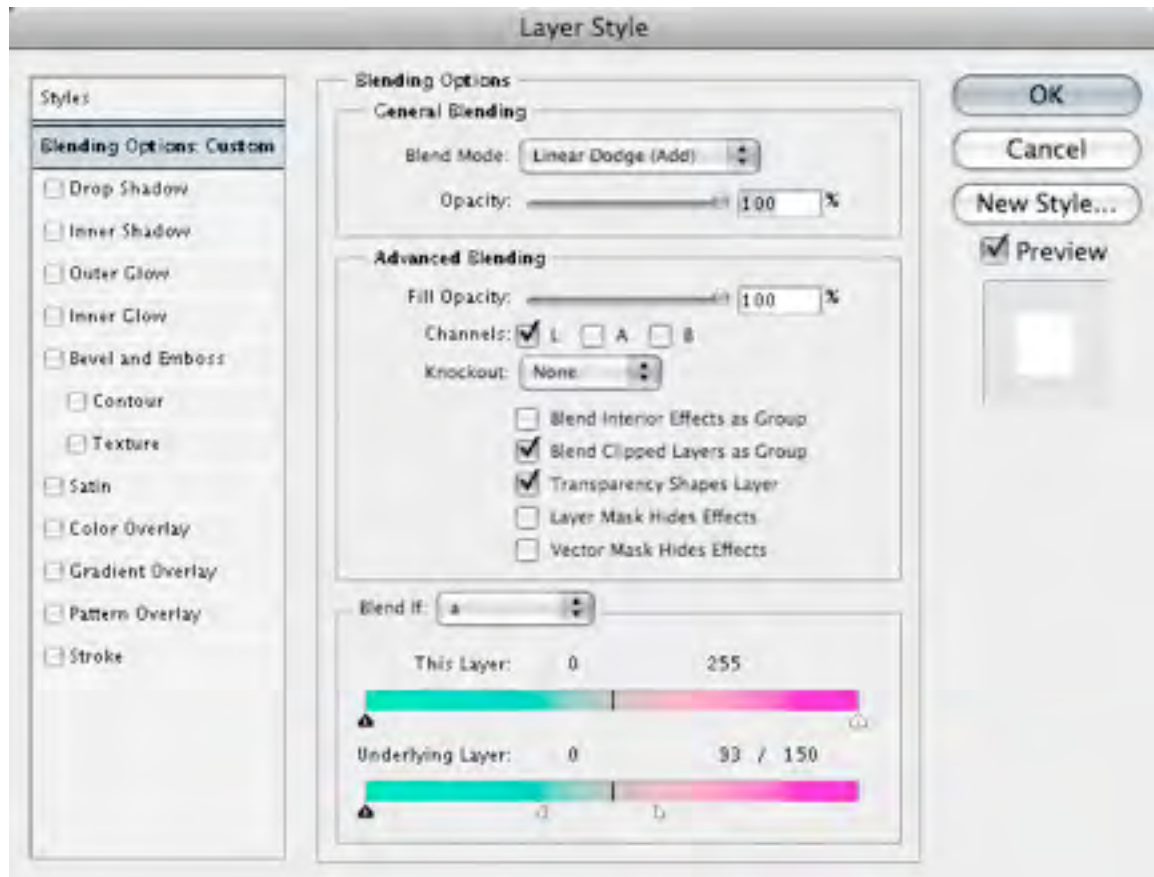 Layer Style
Styles
Blending Options: Custom
Drop Shadow
Inner Shadow
Outer Glow
Inner Glow
Bevel and Emboss
Contour
Texture
Satin
Color Overlay
Gradient Overlay
Pattern Overlay
Stroke
Blending Options
General Blending
Blend Mode: Linear Dodge (Add)
Opacity: 100 %
Advanced Blending
Fill Opacity: 100 %
Channels: L A B
Knockout: None
Blend Interior Effects as Group
Blend Clipped Layers as Group
Transparency Shapes Layer
Layer Mask Hides Effects
Vector Mask Hides Effects
Blend If: a
This Layer: 0 255
Underlying Layer: 0 93 / 150
OK
Cancel
New Style...
Preview